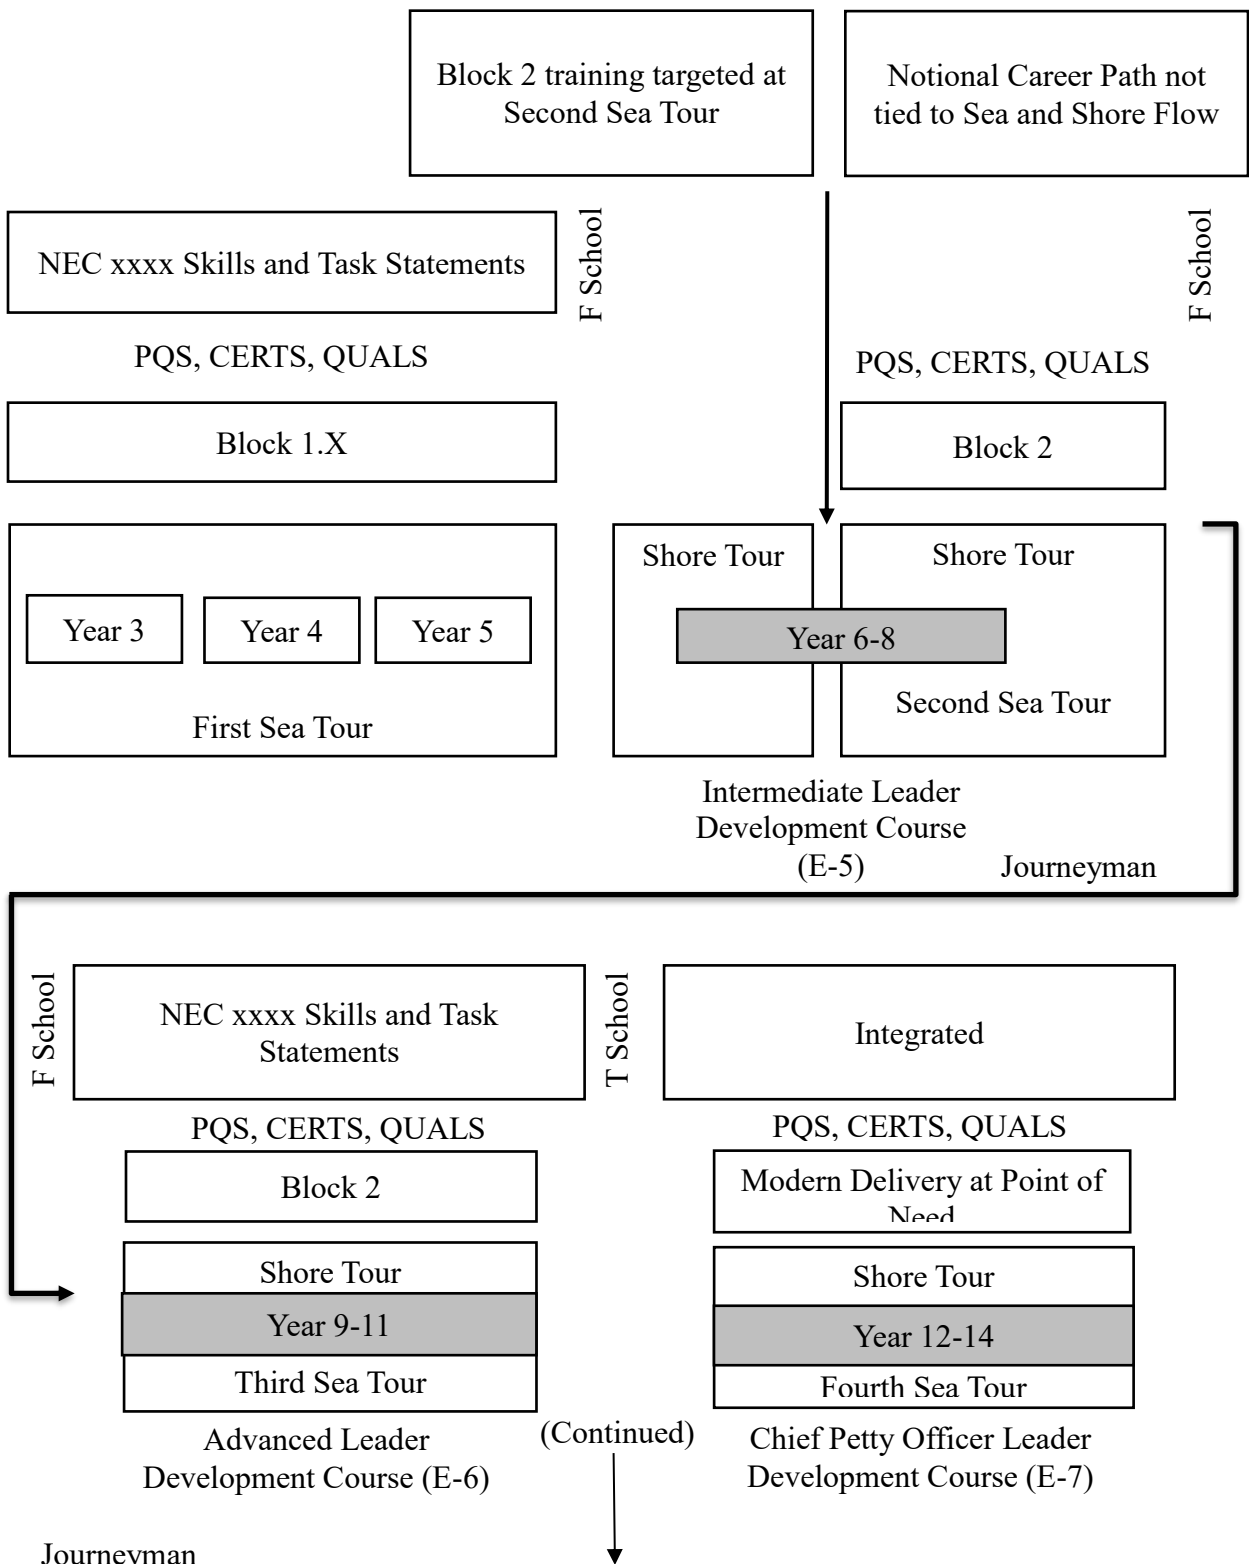 Block 2 training targeted at
Second Sea Tour
Notional Career Path not
tied to Sea and Shore Flow
NEC xxxx Skills and Task Statements
F School
F School
PQS, CERTS, QUALS
PQS, CERTS, QUALS
Block 1.X
Block 2
Shore Tour
Shore Tour
Year 3
Year 4
Year 5
Year 6-8
First Sea Tour
Second Sea Tour
Intermediate Leader
Development Course
(E-5)
Journeyman
F School
NEC xxxx Skills and Task
Statements
T School
Integrated
PQS, CERTS, QUALS
PQS, CERTS, QUALS
Block 2
Modern Delivery at Point of
Need
Shore Tour
Shore Tour
Year 9-11
Year 12-14
Third Sea Tour
Fourth Sea Tour
Advanced Leader
Development Course (E-6)
(Continued)
Chief Petty Officer Leader
Development Course (E-7)
Journeyman